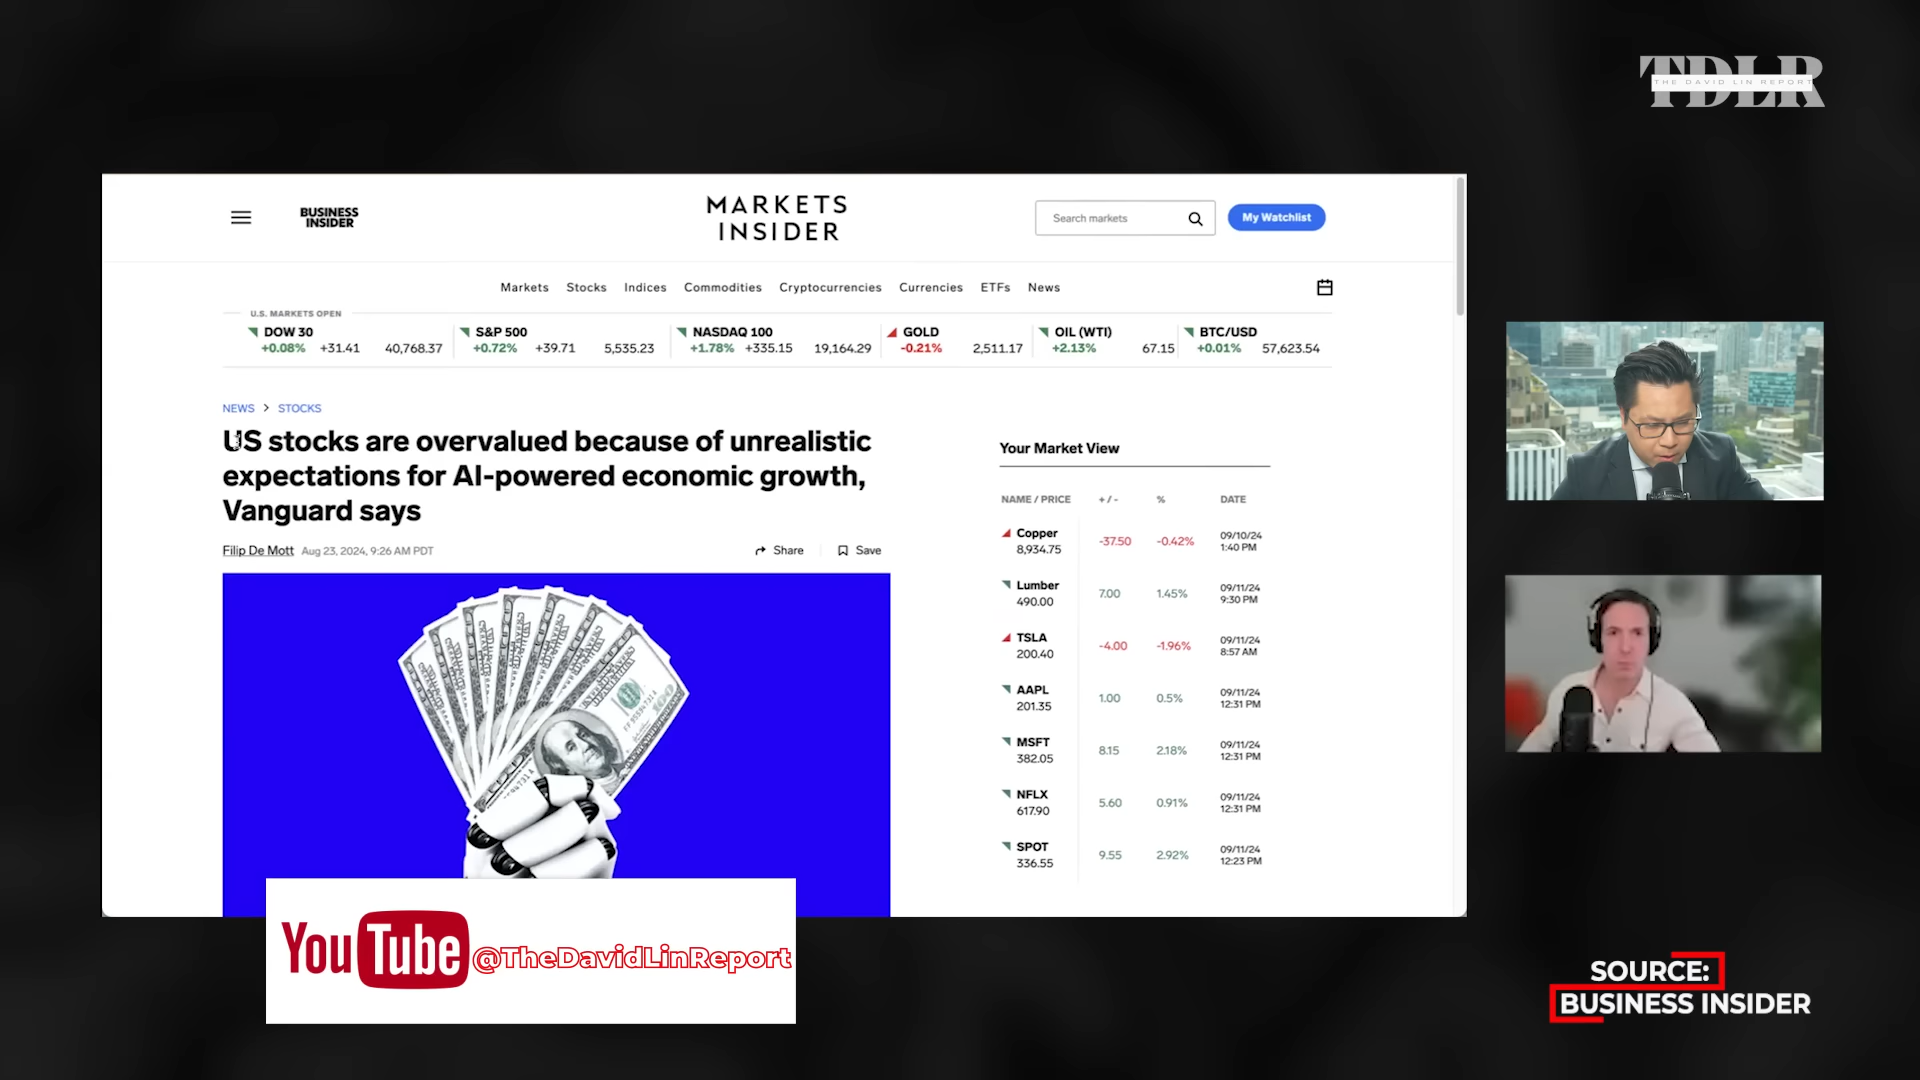 TDLR
THE DAVID LIN REPORT
BUSINESS
INSIDER
MARKETS
INSIDER
Search markets
My Watchlist
Markets Stocks Indices Commodities Cryptocurrencies Currencies ETFs News
U.S. MARKETS OPEN
DOW 30 S&P 500 NASDAQ 100 GOLD OIL (WTI) BTC/USD
+0.08% +31.41 40,768.37 +0.72% +39.71 5,535.23 +1.78% +335.15 19,164.29 -0.21% 2,511.17 +2.13% 67.15 +0.01% 57,623.54
NEWS > STOCKS
US stocks are overvalued because of unrealistic
expectations for AI-powered economic growth,
Vanguard says
Filip De Mott Aug 23, 2024, 9:26 AM PDT Share Save
Your Market View
NAME / PRICE + / - % DATE
Copper
8,934.75 -37.50 -0.42% 09/10/24
1:40 PM
Lumber
490.00 7.00 1.45% 09/11/24
9:30 PM
TSLA
200.40 -4.00 -1.96% 09/11/24
8:57 AM
AAPL
201.35 1.00 0.5% 09/11/24
12:31 PM
MSFT
382.05 8.15 2.18% 09/11/24
12:31 PM
NFLX
617.90 5.60 0.91% 09/11/24
12:31 PM
SPOT
336.55 9.55 2.92% 09/11/24
12:23 PM
YouTube @TheDavidLinReport
SOURCE:
BUSINESS INSIDER